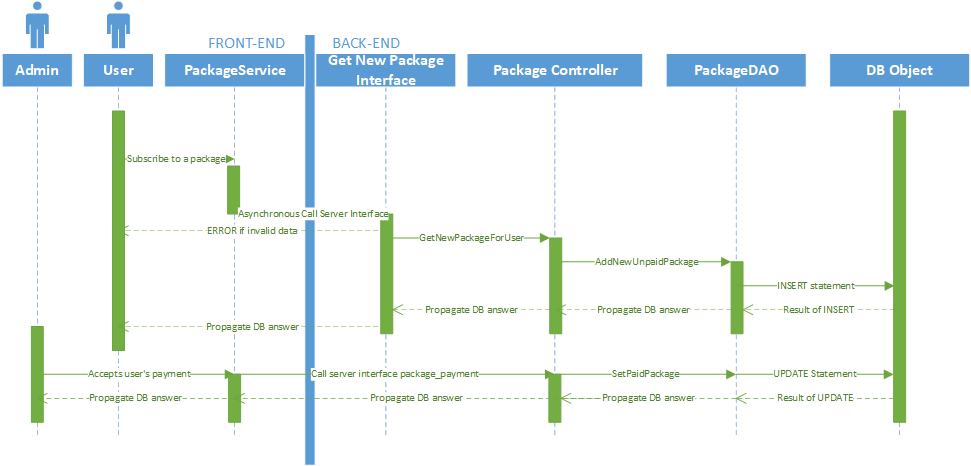 FRONT-END
BACK-END
Admin
User
PackageService
Get New Package
Interface
Package Controller
PackageDAO
DB Object
Subscribe to a package
Asynchronous Call Server Interface
ERROR if invalid data
GetNewPackageForUser
AddNewUnpaidPackage
INSERT statement
Propagate DB answer
Propagate DB answer
Result of INSERT
Propagate DB answer
Accepts user's payment
Call server interface package_payment
SetPaidPackage
UPDATE Statement
Propagate DB answer
Propagate DB answer
Propagate DB answer
Result of UPDATE